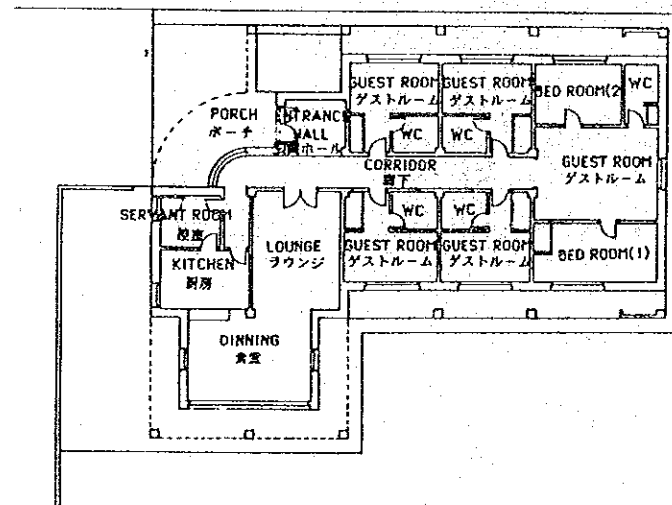 GUEST ROOM
ゲストルーム
GUEST ROOM
ゲストルーム
BED ROOM(2)
WC
PORCH
ポーチ
ENTRANCE
HALL
玄関ホール
WC
WC
CORRIDOR
廊下
GUEST ROOM
ゲストルーム
SERVANT ROOM
WC
WC
KITCHEN
厨房
LOUNGE
ラウンジ
GUEST ROOM
ゲストルーム
GUEST ROOM
ゲストルーム
BED ROOM(1)
DINNING
食堂